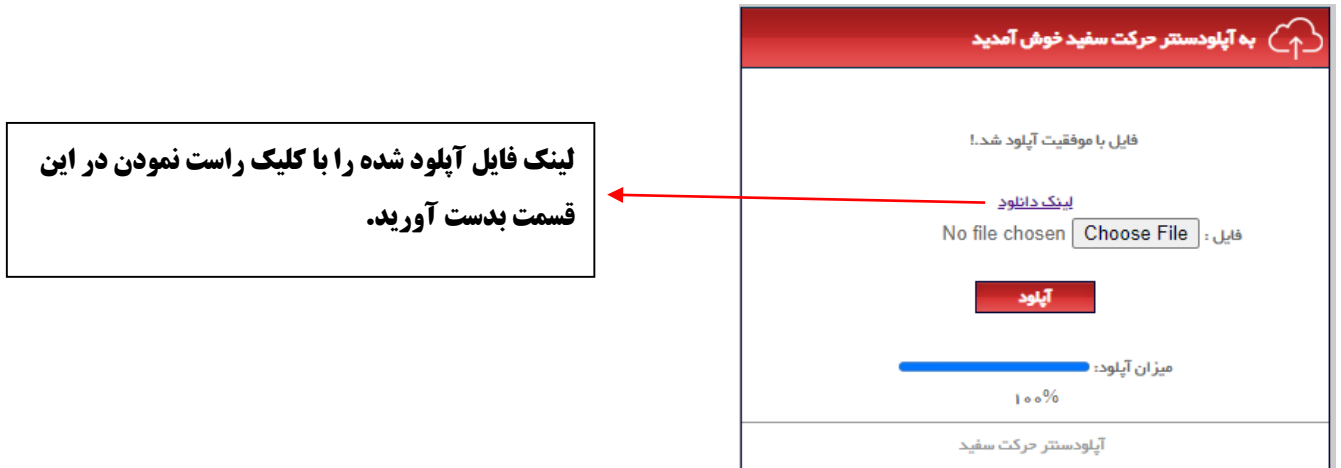 به آپلودسنتر حرکت سفید خوش آمدید
فایل با موفقیت آپلود شد.!
لینک دانلود
فایل : Choose File No file chosen
آپلود
میزان آپلود:
۱۰۰%
آپلودسنتر حرکت سفید
لینک فایل آپلود شده را با کلیک راست نمودن در این
قسمت بدست آورید.